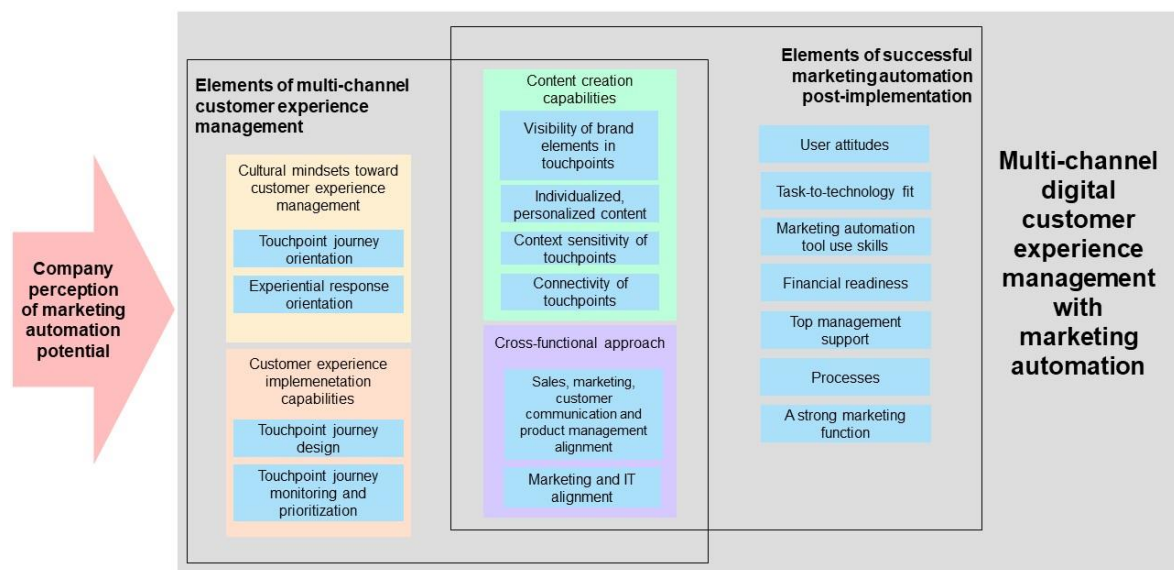 Company
perception
of marketing
automation
potential
Elements of multi-channel
customer experience
management
Cultural mindsets toward
customer experience
management
Touchpoint journey
orientation
Experiential response
orientation
Customer experience
implemenetation
capabilities
Touchpoint journey
design
Touchpoint journey
monitoring and
prioritization
Content creation
capabilities
Visibility of brand
elements in
touchpoints
Individualized,
personalized content
Context sensitivity of
touchpoints
Connectivity of
touchpoints
Cross-functional approach
Sales, marketing,
customer
communication and
product management
alignment
Marketing and IT
alignment
Elements of successful
marketing automation
post-implementation
User attitudes
Task-to-technology fit
Marketing automation
tool use skills
Financial readiness
Top management
support
Processes
A strong marketing
function
Multi-channel
digital
customer
experience
management
with
marketing
automation